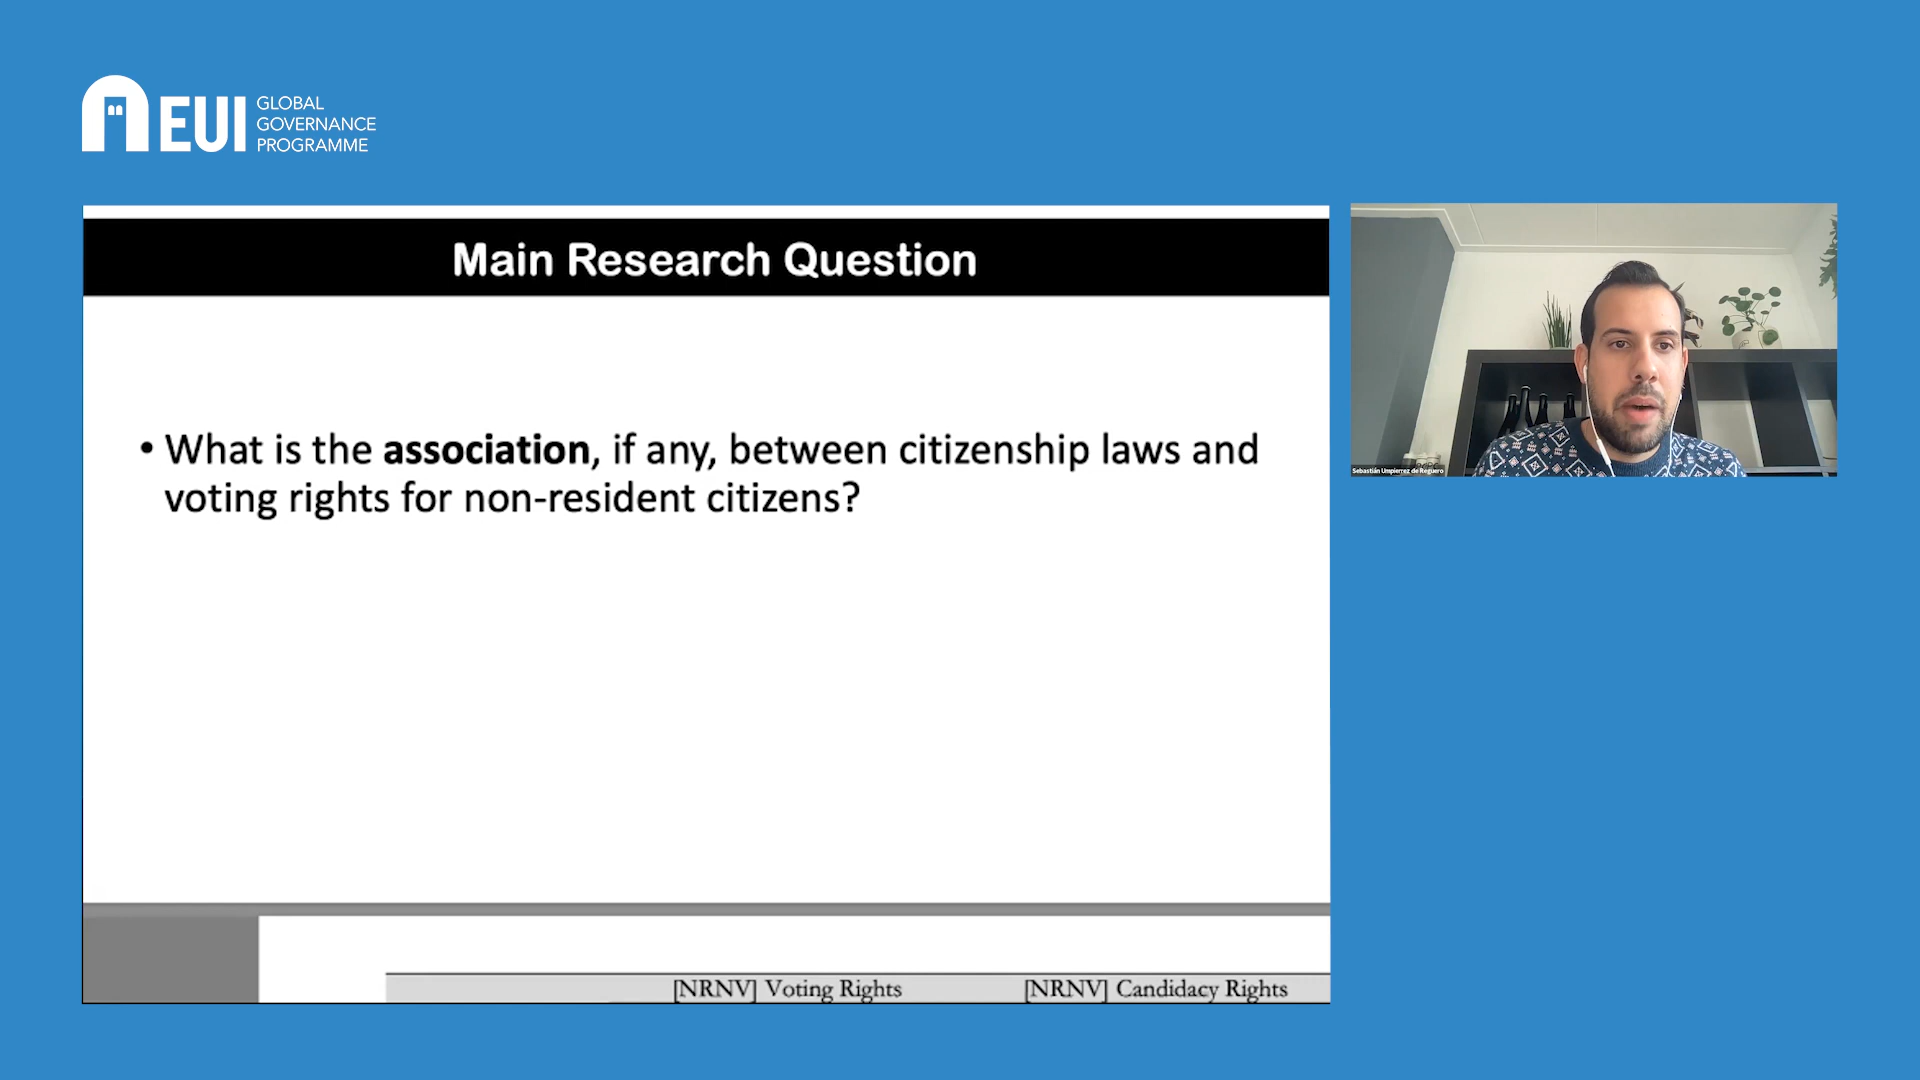 EUI
GLOBAL
GOVERNANCE
PROGRAMME
Main Research Question
• What is the association, if any, between citizenship laws and
voting rights for non-resident citizens?
Sebastián Umpierrez de Reguero
[NRNV] Voting Rights [NRNV] Candidacy Rights